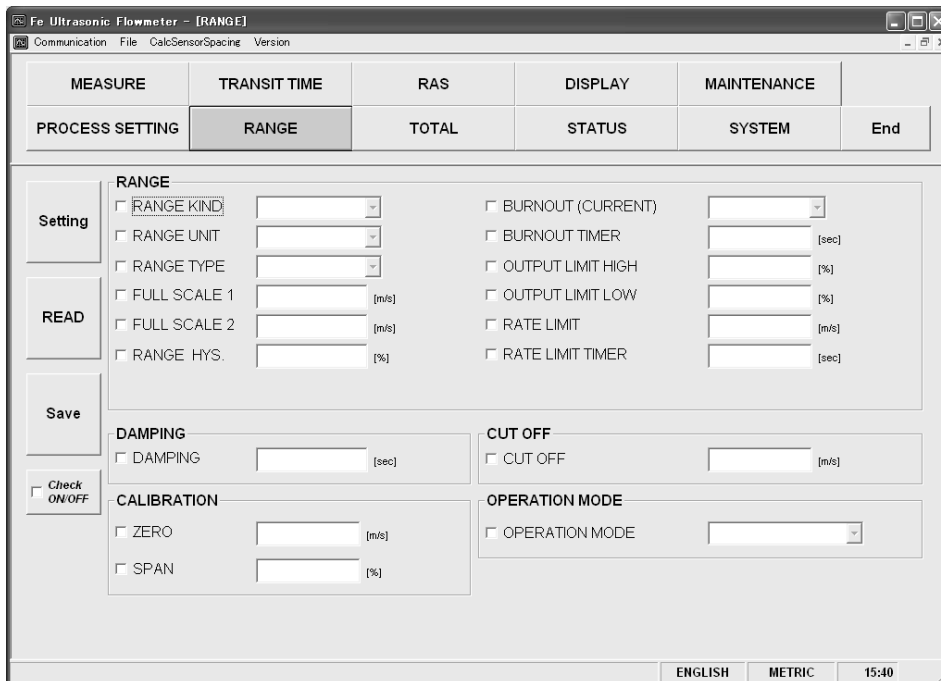 Fe Ultrasonic Flowmeter - [RANGE]
Communication File CalcSensorSpacing Version
MEASURE TRANSIT TIME RAS DISPLAY MAINTENANCE
PROCESS SETTING RANGE TOTAL STATUS SYSTEM End
Setting
READ
Save
Check
ON/OFF
RANGE
RANGE KIND
RANGE UNIT
RANGE TYPE
FULL SCALE 1 [m/s]
FULL SCALE 2 [m/s]
RANGE HYS. [%]
BURNOUT (CURRENT)
BURNOUT TIMER [sec]
OUTPUT LIMIT HIGH [%]
OUTPUT LIMIT LOW [%]
RATE LIMIT [m/s]
RATE LIMIT TIMER [sec]
DAMPING
DAMPING [sec]
CUT OFF
CUT OFF [m/s]
CALIBRATION
ZERO [m/s]
SPAN [%]
OPERATION MODE
OPERATION MODE
ENGLISH METRIC 15:40